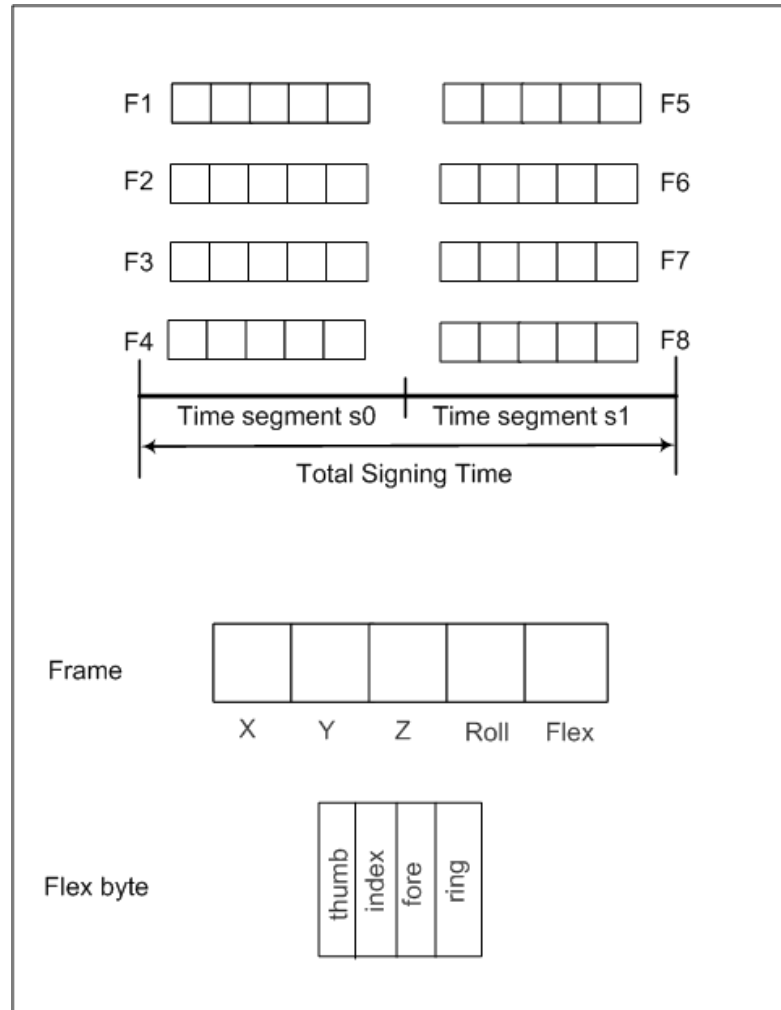 F1 F5
F2 F6
F3 F7
F4 F8
Time segment s0 Time segment s1
Total Signing Time
Frame
X Y Z Roll Flex
Flex byte
thumb
index
fore
ring